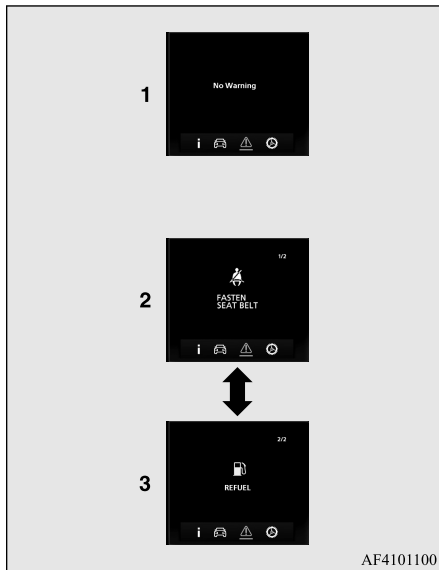 1
No Warning
1/2
2
FASTEN
SEAT BELT
2/2
3
REFUEL
AF4101100